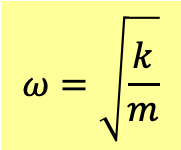 ω = √(k/m)